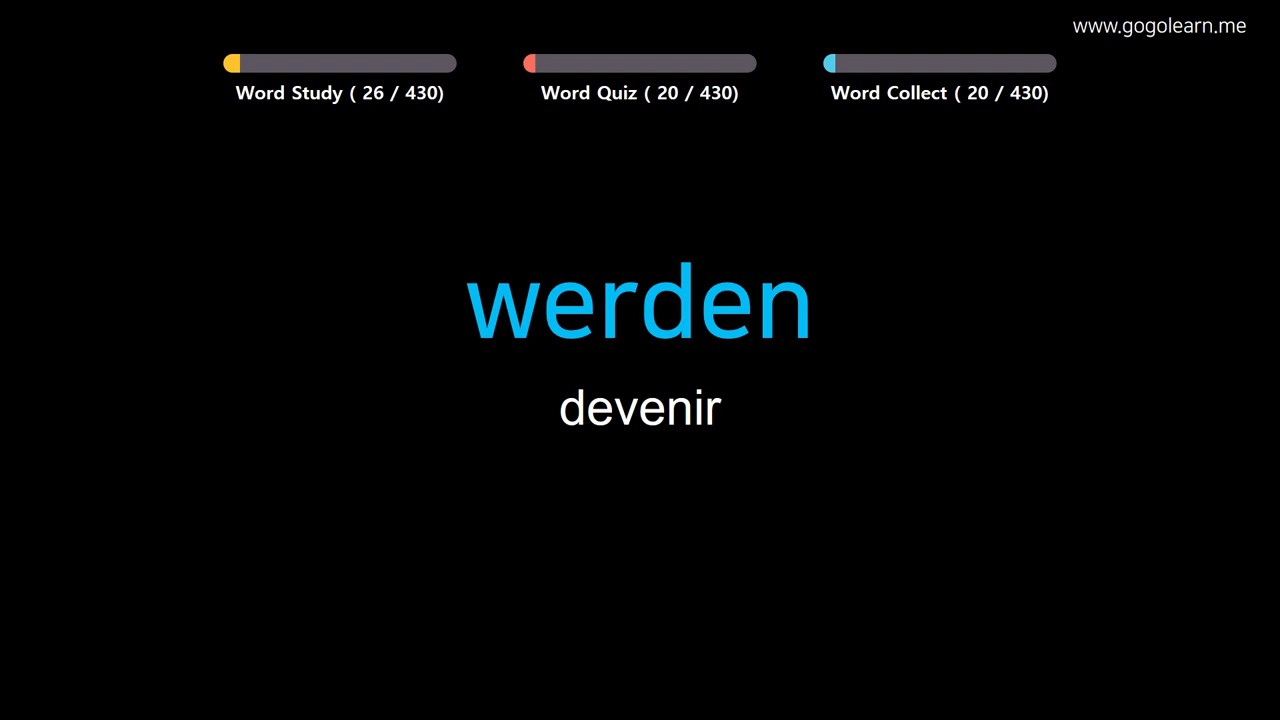 www.gogolearn.me
Word Study ( 26 / 430)
Word Quiz ( 20 / 430)
Word Collect ( 20 / 430)
werden
devenir